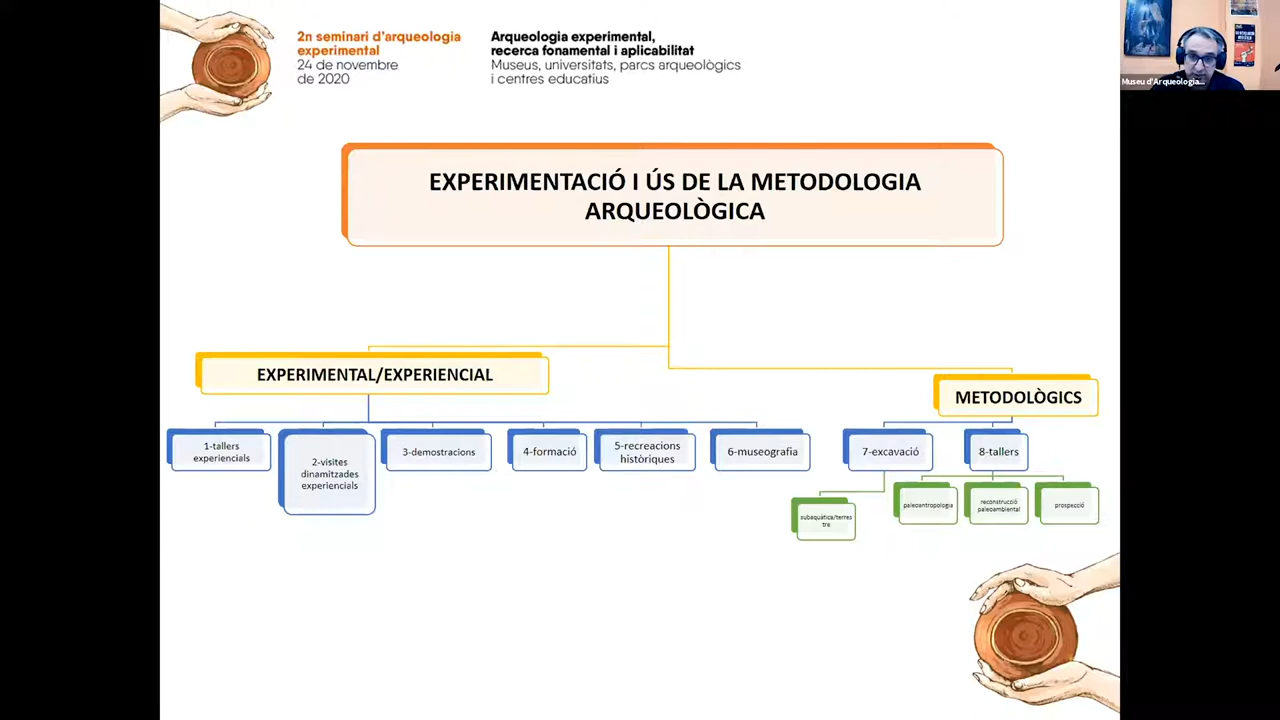 2n seminari d'arqueologia
experimental
24 de novembre
de 2020
Arqueologia experimental,
recerca fonamental i aplicabilitat
Museus, universitats, parcs arqueològics
i centres educatius
Museu d'Arqueologia...
EXPERIMENTACIÓ I ÚS DE LA METODOLOGIA
ARQUEOLÒGICA
EXPERIMENTAL/EXPERIENCIAL
METODOLÒGICS
1-tallers
experiencials
2-visites
dinamitzades
experiencials
3-demostracions
4-formació
5-recreacions
històriques
6-museografia
7-excavació
8-tallers
subaquàtica/terres
tre
paleoantropologia
reconstrucció
paleoambiental
prospecció